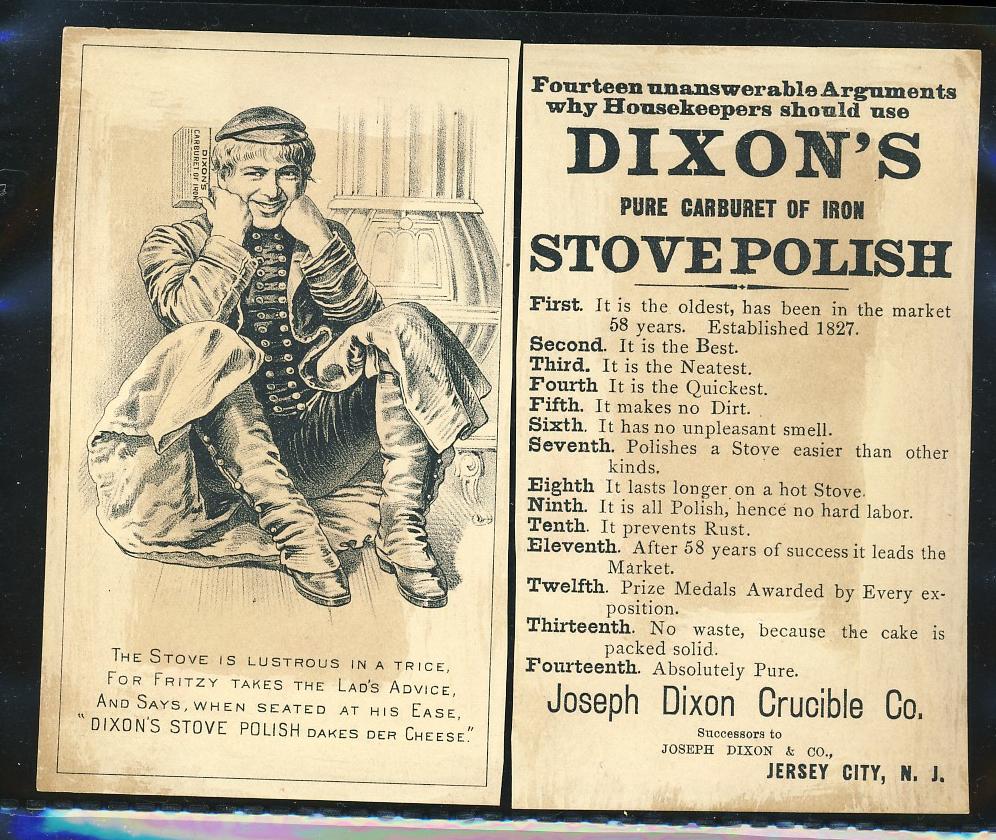 DIXON'S
CARBURET OF IRON
THE STOVE IS LUSTROUS IN A TRICE,
FOR FRITZY TAKES THE LAD'S ADVICE,
AND SAYS, WHEN SEATED AT HIS EASE,
"DIXON'S STOVE POLISH DAKES DER CHEESE."
Fourteen unanswerable Arguments
why Housekeepers should use
DIXON'S
PURE CARBURET OF IRON
STOVE POLISH
First. It is the oldest, has been in the market
58 years. Established 1827.
Second. It is the Best.
Third. It is the Neatest.
Fourth It is the Quickest.
Fifth. It makes no Dirt.
Sixth. It has no unpleasant smell.
Seventh. Polishes a Stove easier than other
kinds.
Eighth It lasts longer on a hot Stove.
Ninth. It is all Polish, hence no hard labor.
Tenth. It prevents Rust.
Eleventh. After 58 years of success it leads the
Market.
Twelfth. Prize Medals Awarded by Every ex-
position.
Thirteenth. No waste, because the cake is
packed solid.
Fourteenth. Absolutely Pure.
Joseph Dixon Crucible Co.
Successors to
JOSEPH DIXON & CO.,
JERSEY CITY, N. J.